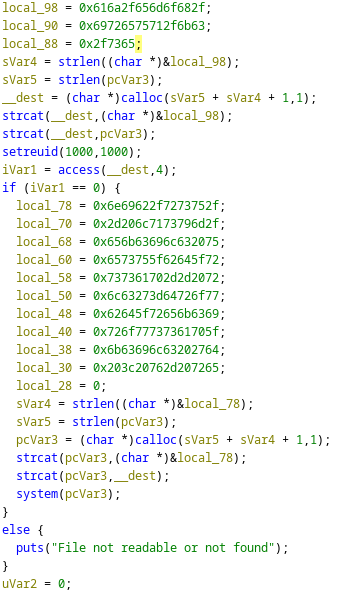 local_98 = 0x616a2f656d6f682f;
local_90 = 0x69726575712f6b63;
local_88 = 0x2f7365;
sVar4 = strlen((char *)&local_98);
sVar5 = strlen(pcVar3);
__dest = (char *)calloc(sVar5 + sVar4 + 1,1);
strcat(__dest,(char *)&local_98);
strcat(__dest,pcVar3);
setreuid(1000,1000);
iVar1 = access(__dest,4);
if (iVar1 == 0) {
local_78 = 0x6e69622f7273752f;
local_70 = 0x2d206c7173796d2f;
local_68 = 0x656b63696c632075;
local_60 = 0x6573755f62645f72;
local_58 = 0x737361702d2d2072;
local_50 = 0x6c63273d64726f77;
local_48 = 0x62645f72656b6369;
local_40 = 0x726f77737361705f;
local_38 = 0x6b63696c63202764;
local_30 = 0x203c20762d207265;
local_28 = 0;
sVar4 = strlen((char *)&local_78);
sVar5 = strlen(pcVar3);
pcVar3 = (char *)calloc(sVar5 + sVar4 + 1,1);
strcat(pcVar3,(char *)&local_78);
strcat(pcVar3,__dest);
system(pcVar3);
}
else {
puts("File not readable or not found");
}
uVar2 = 0;